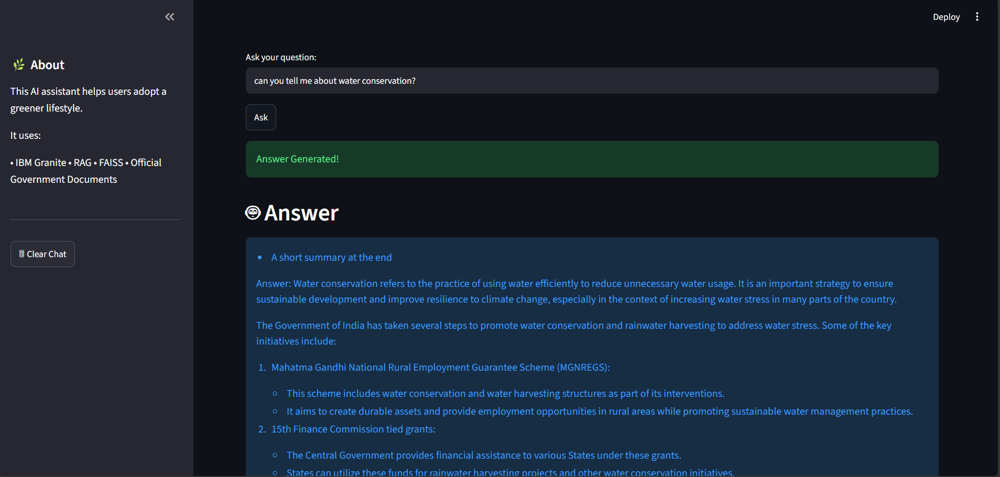 Deploy
About
This AI assistant helps users adopt a
greener lifestyle.
It uses:
• IBM Granite • RAG • FAISS • Official
Government Documents
Clear Chat
Ask your question:
can you tell me about water conservation?
Ask
Answer Generated!
Answer
• A short summary at the end
Answer: Water conservation refers to the practice of using water efficiently to reduce unnecessary water usage. It is an important strategy to ensure
sustainable development and improve resilience to climate change, especially in the context of increasing water stress in many parts of the country.
The Government of India has taken several steps to promote water conservation and rainwater harvesting to address water stress. Some of the key
initiatives include:
1. Mahatma Gandhi National Rural Employment Guarantee Scheme (MGNREGS):
◦ This scheme includes water conservation and water harvesting structures as part of its interventions.
◦ It aims to create durable assets and provide employment opportunities in rural areas while promoting sustainable water management practices.
2. 15th Finance Commission tied grants:
◦ The Central Government provides financial assistance to various States under these grants.
◦ States can utilize these funds for rainwater harvesting projects and other water conservation initiatives.